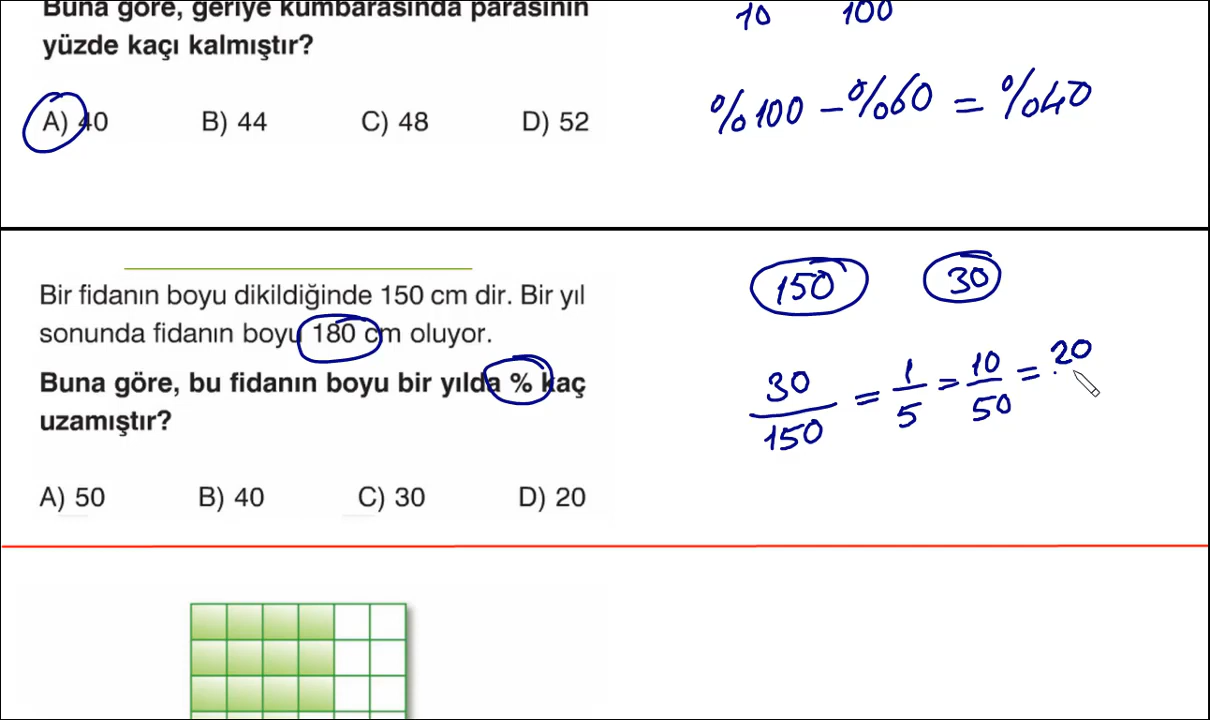 Buna göre, geriye kumbarasında parasının
yüzde kaçı kalmıştır?
A) 40 B) 44 C) 48 D) 52
10 100
%100 - %60 = %40
Bir fidanın boyu dikildiğinde 150 cm dir. Bir yıl
sonunda fidanın boyu 180 cm oluyor.
Buna göre, bu fidanın boyu bir yılda % kaç
uzamıştır?
A) 50 B) 40 C) 30 D) 20
150 30
30/150 = 1/5 = 10/50 = 20